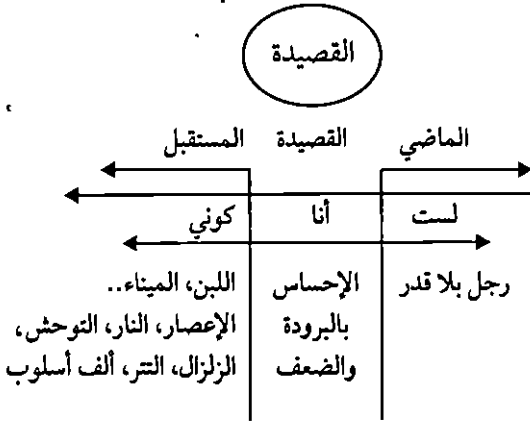 القصيدة
الماضي القصيدة المستقبل
لست أنا كوني
رجل بلا قدر الإحساس اللبن، الميناء..
بالبرودة الإعصار، النار، التوحش،
والضعف الزلزال، التتر، ألف أسلوب